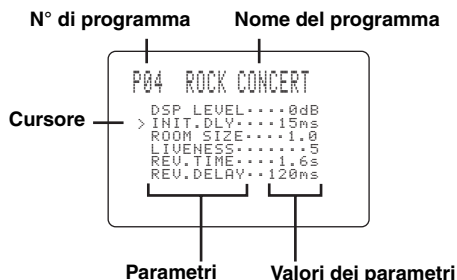 N° di programma Nome del programma
P04 ROCK CONCERT
DSP LEVEL····0dB
Cursore > INIT.DLY····15ms
ROOM SIZE····1.0
LIVENESS·······5
REV.TIME····1.6s
REV.DELAY··120ms
Parametri Valori dei parametri